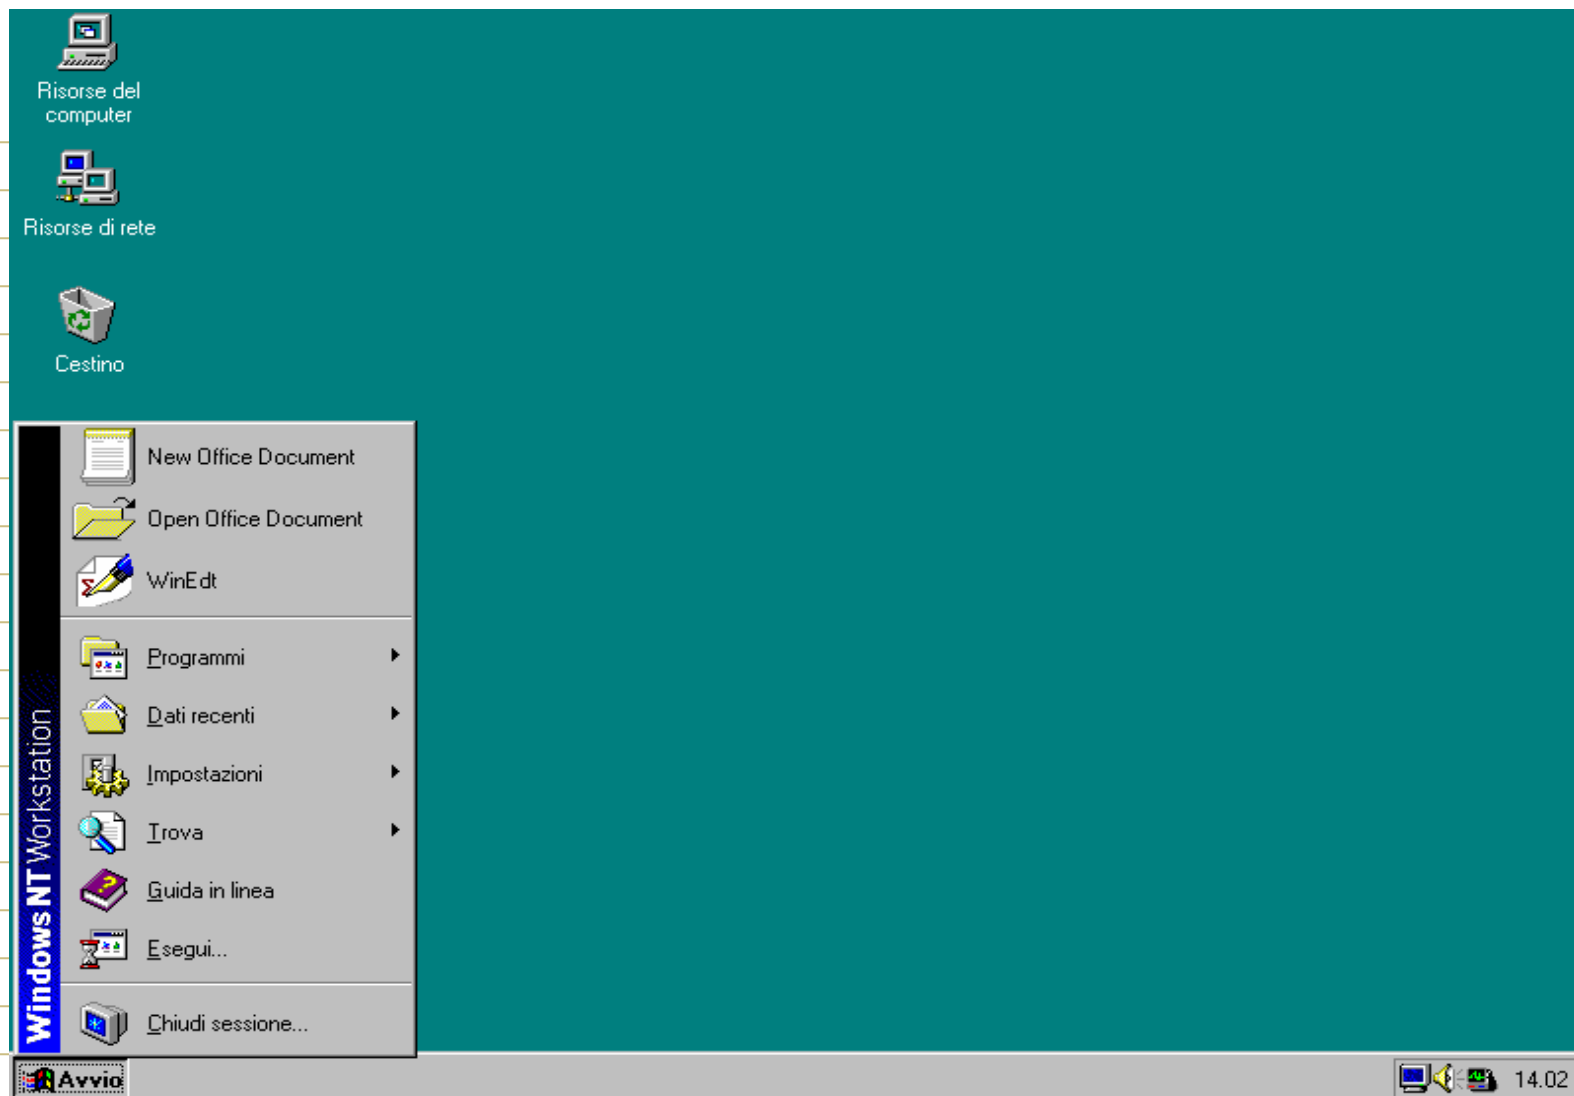 Risorse del
computer
Risorse di rete
Cestino
New Office Document
Open Office Document
WinEdt
Programmi
Dati recenti
Impostazioni
Trova
Guida in linea
Esegui...
Chiudi sessione...
Windows NT Workstation
Avvio
14.02